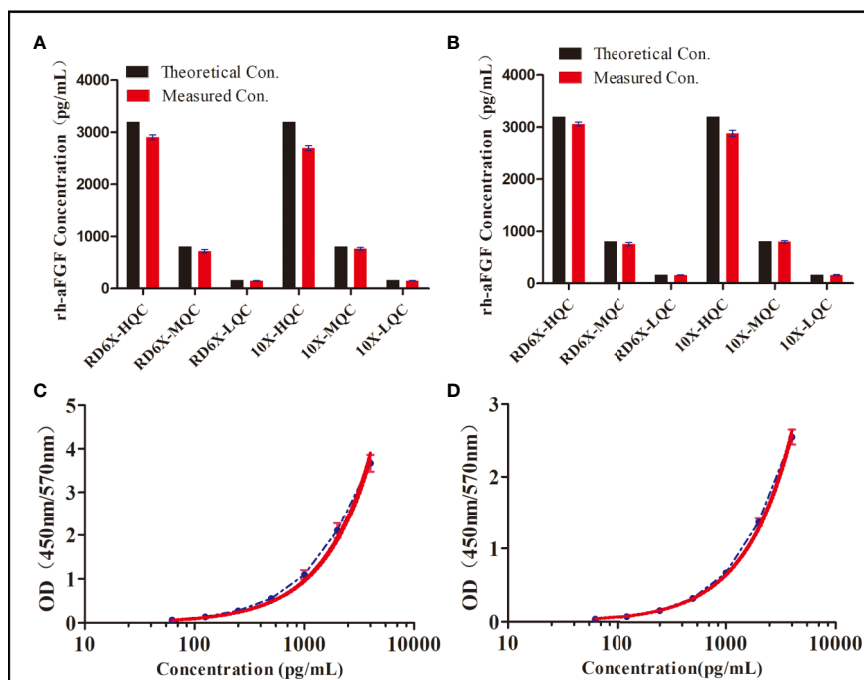 A
Theoretical Con.
Measured Con.
rh-aFGF Concentration（pg/mL）
4000
3000
2000
1000
0
RD6X-HQC
RD6X-MQC
RD6X-LQC
10X-HQC
10X-MQC
10X-LQC
B
Theoretical Con.
Measured Con.
rh-aFGF Concentration（pg/mL）
4000
3000
2000
1000
0
RD6X-HQC
RD6X-MQC
RD6X-LQC
10X-HQC
10X-MQC
10X-LQC
C
OD（450nm/570nm）
5
4
3
2
1
0
10
100
1000
10000
Concentration (pg/mL)
D
OD（450nm/570nm）
3
2
1
0
10
100
1000
10000
Concentration(pg/mL)